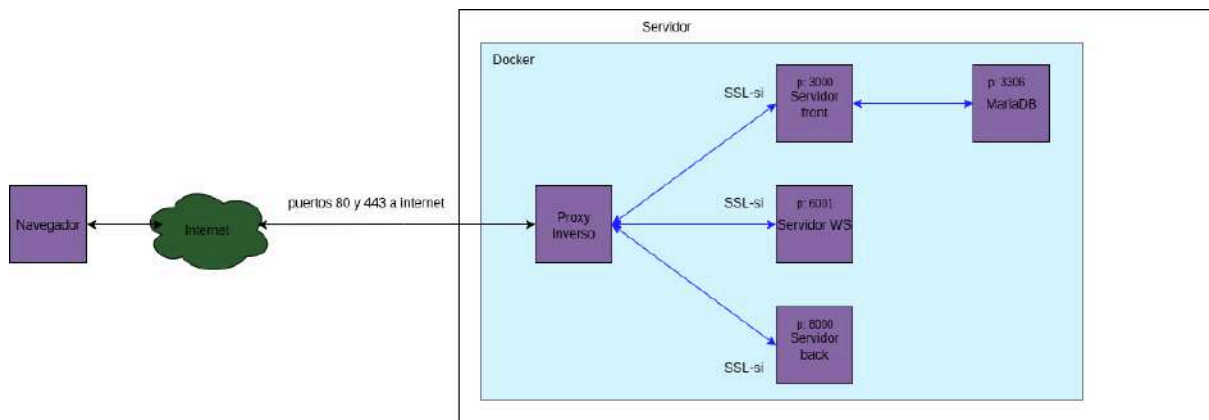 Servidor
Docker
SSL-si
p: 3000
Servidor
front
p: 3306
MariaDB
Navegador
Internet
puertos 80 y 443 a internet
Proxy
Inverso
SSL-si
p: 6001
Servidor WS
p: 8000
Servidor
back
SSL-si